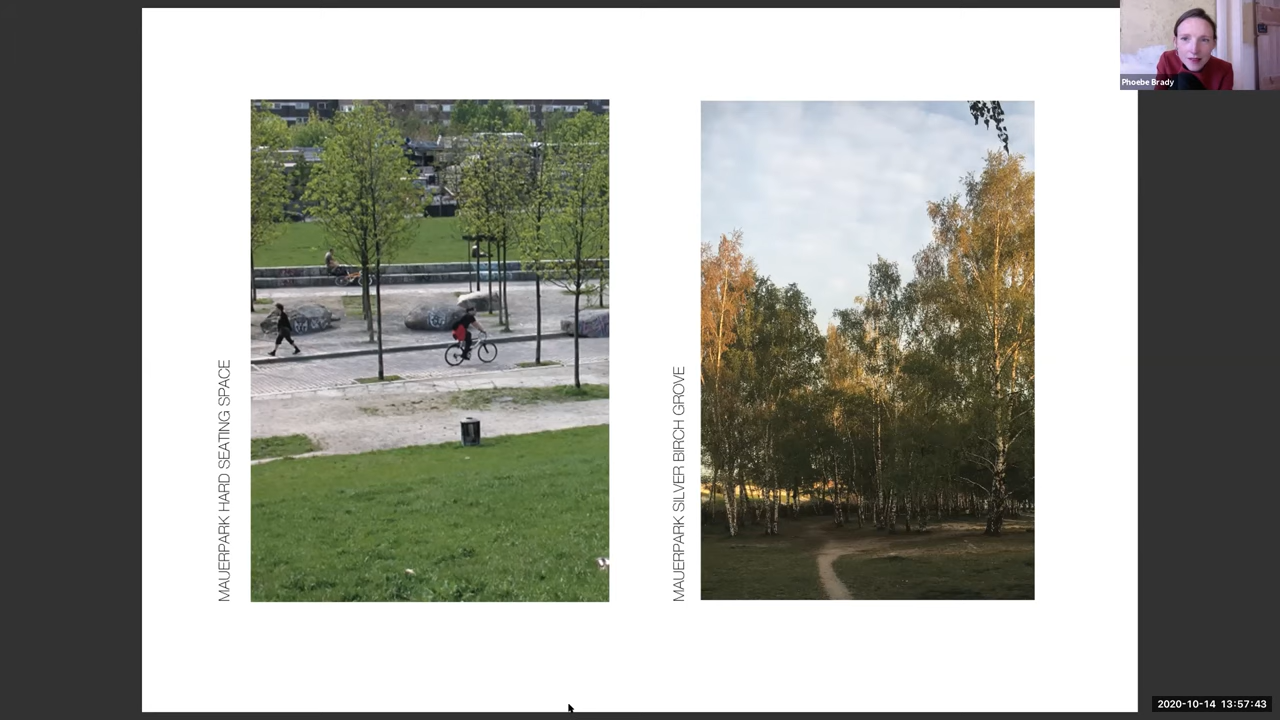 Phoebe Brady
MAUERPARK HARD SEATING SPACE
MAUERPARK SILVER BIRCH GROVE
2020-10-14 13:57:43